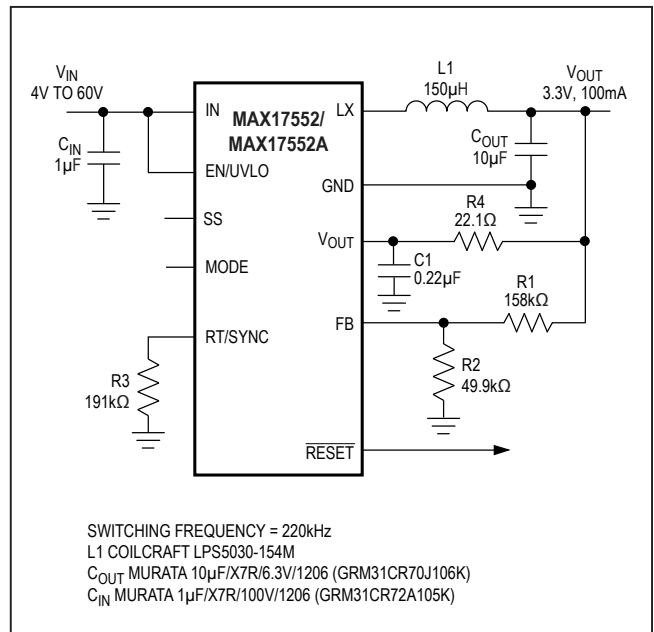 V_IN
4V TO 60V
C_IN
1µF
IN
EN/UVLO
SS
MODE
RT/SYNC
R3
191kΩ
MAX17552/
MAX17552A
LX
GND
V_OUT
FB
RESET
L1
150µH
V_OUT
3.3V, 100mA
C_OUT
10µF
R4
22.1Ω
C1
0.22µF
R1
158kΩ
R2
49.9kΩ
SWITCHING FREQUENCY = 220kHz
L1 COILCRAFT LPS5030-154M
C_OUT MURATA 10µF/X7R/6.3V/1206 (GRM31CR70J106K)
C_IN MURATA 1µF/X7R/100V/1206 (GRM31CR72A105K)